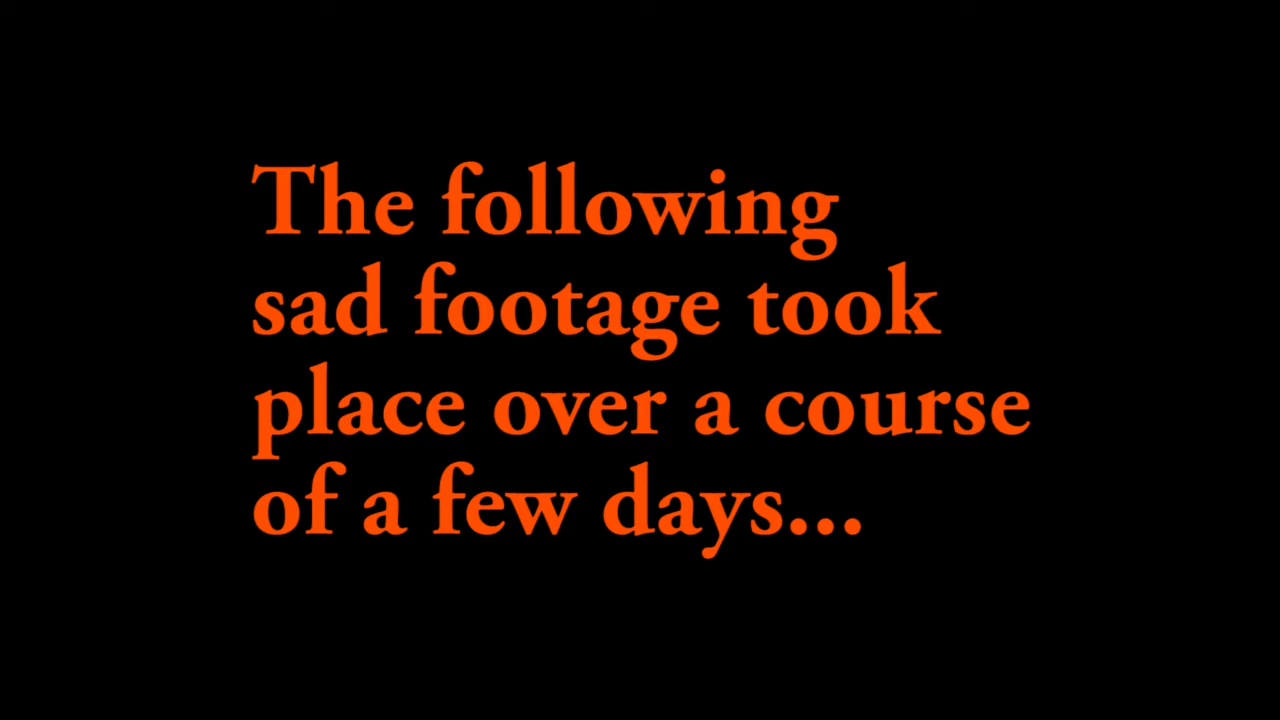 The following
sad footage took
place over a course
of a few days...